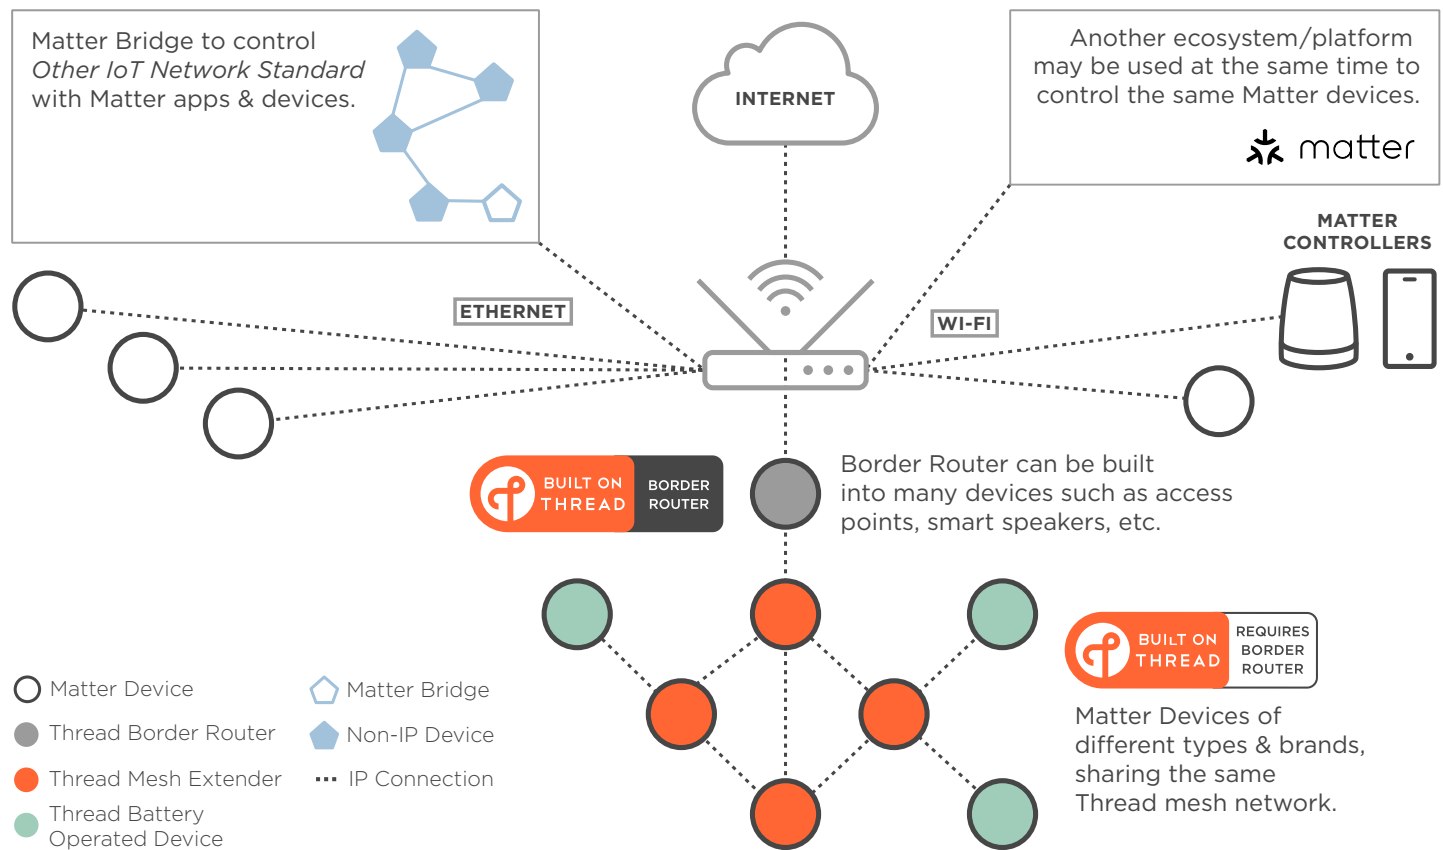 Matter Bridge to control
Other IoT Network Standard
with Matter apps & devices.
INTERNET
Another ecosystem/platform
may be used at the same time to
control the same Matter devices.
matter
MATTER
CONTROLLERS
ETHERNET
WI-FI
BUILT ON
THREAD
BORDER
ROUTER
Border Router can be built
into many devices such as access
points, smart speakers, etc.
BUILT ON
THREAD
REQUIRES
BORDER
ROUTER
Matter Devices of
different types & brands,
sharing the same
Thread mesh network.
Matter Device
Thread Border Router
Thread Mesh Extender
Thread Battery
Operated Device
Matter Bridge
Non-IP Device
IP Connection